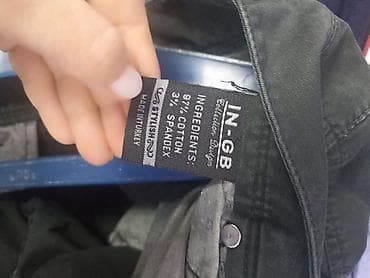 IN-GB
Collection Design
INGREDIENTS:
97% COTTON
3% SPANDEX
STYLISH
MADE IN TURKEY